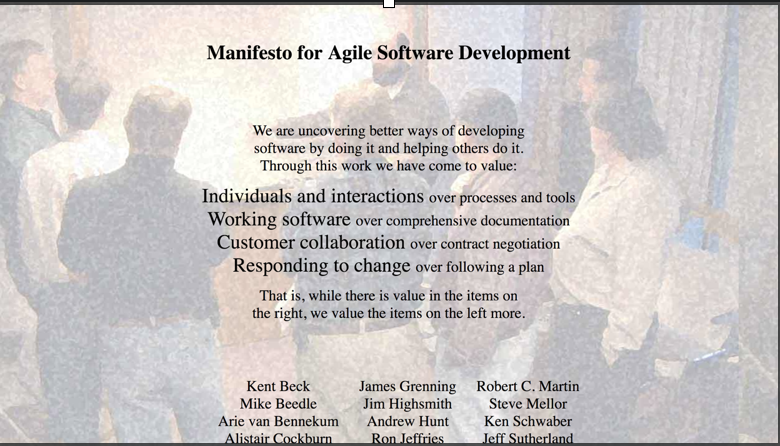 Manifesto for Agile Software Development
We are uncovering better ways of developing
software by doing it and helping others do it.
Through this work we have come to value:
Individuals and interactions over processes and tools
Working software over comprehensive documentation
Customer collaboration over contract negotiation
Responding to change over following a plan
That is, while there is value in the items on
the right, we value the items on the left more.
Kent Beck James Grenning Robert C. Martin
Mike Beedle Jim Highsmith Steve Mellor
Arie van Bennekum Andrew Hunt Ken Schwaber
Alistair Cockburn Ron Jeffries Jeff Sutherland